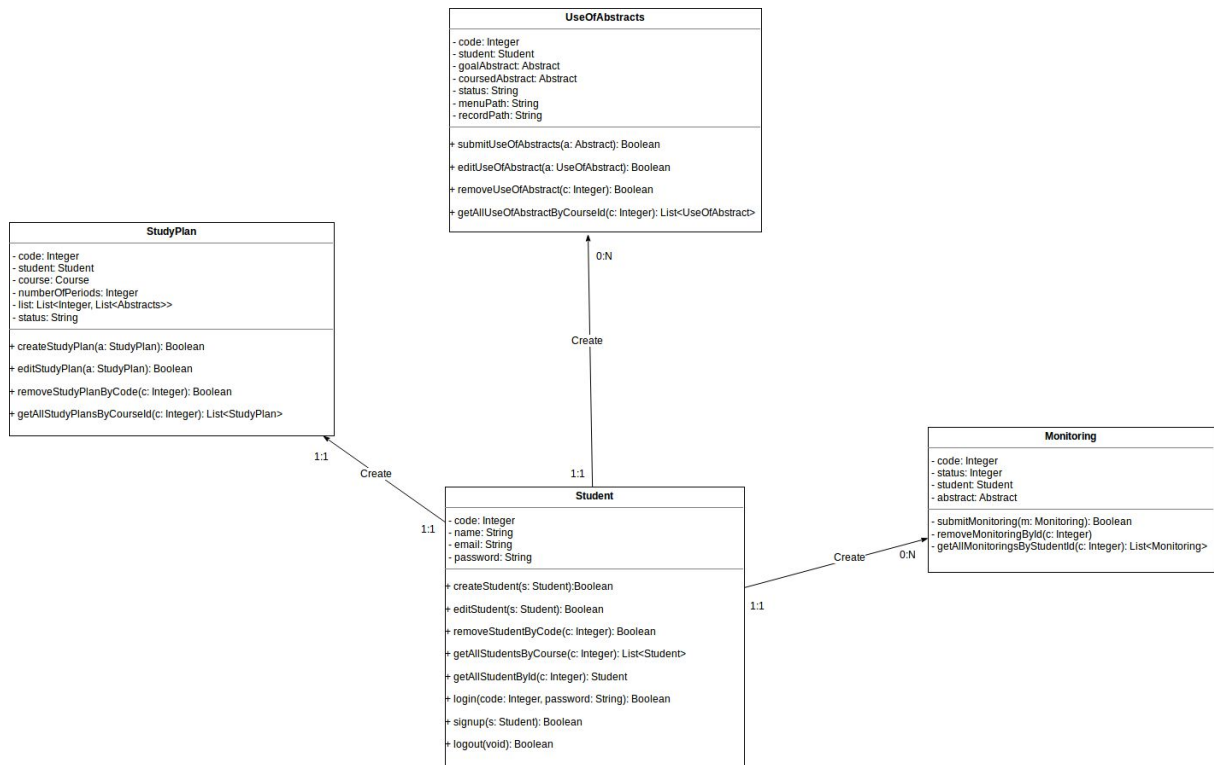 UseOfAbstracts
- code: Integer
- student: Student
- goalAbstract: Abstract
- coursedAbstract: Abstract
- status: String
- menuPath: String
- recordPath: String
+ submitUseOfAbstracts(a: Abstract): Boolean
+ editUseOfAbstract(a: UseOfAbstract): Boolean
+ removeUseOfAbstract(c: Integer): Boolean
+ getAllUseOfAbstractByCourseId(c: Integer): List<UseOfAbstract>
StudyPlan
- code: Integer
- student: Student
- course: Course
- numberOfPeriods: Integer
- list: List<Integer, List<Abstracts>>
- status: String
+ createStudyPlan(a: StudyPlan): Boolean
+ editStudyPlan(a: StudyPlan): Boolean
+ removeStudyPlanByCode(c: Integer): Boolean
+ getAllStudyPlansByCourseId(c: Integer): List<StudyPlan>
0:N
Create
1:1
1:1
Create
1:1
Monitoring
- code: Integer
- status: Integer
- student: Student
- abstract: Abstract
- submitMonitoring(m: Monitoring): Boolean
- removeMonitoringById(c: Integer)
- getAllMonitoringsByStudentId(c: Integer): List<Monitoring>
0:N
Create
1:1
Student
- code: Integer
- name: String
- email: String
- password: String
+ createStudent(s: Student):Boolean
+ editStudent(s: Student): Boolean
+ removeStudentByCode(c: Integer): Boolean
+ getAllStudentsByCourse(c: Integer): List<Student>
+ getAllStudentById(c: Integer): Student
+ login(code: Integer, password: String): Boolean
+ signup(s: Student): Boolean
+ logout(void): Boolean